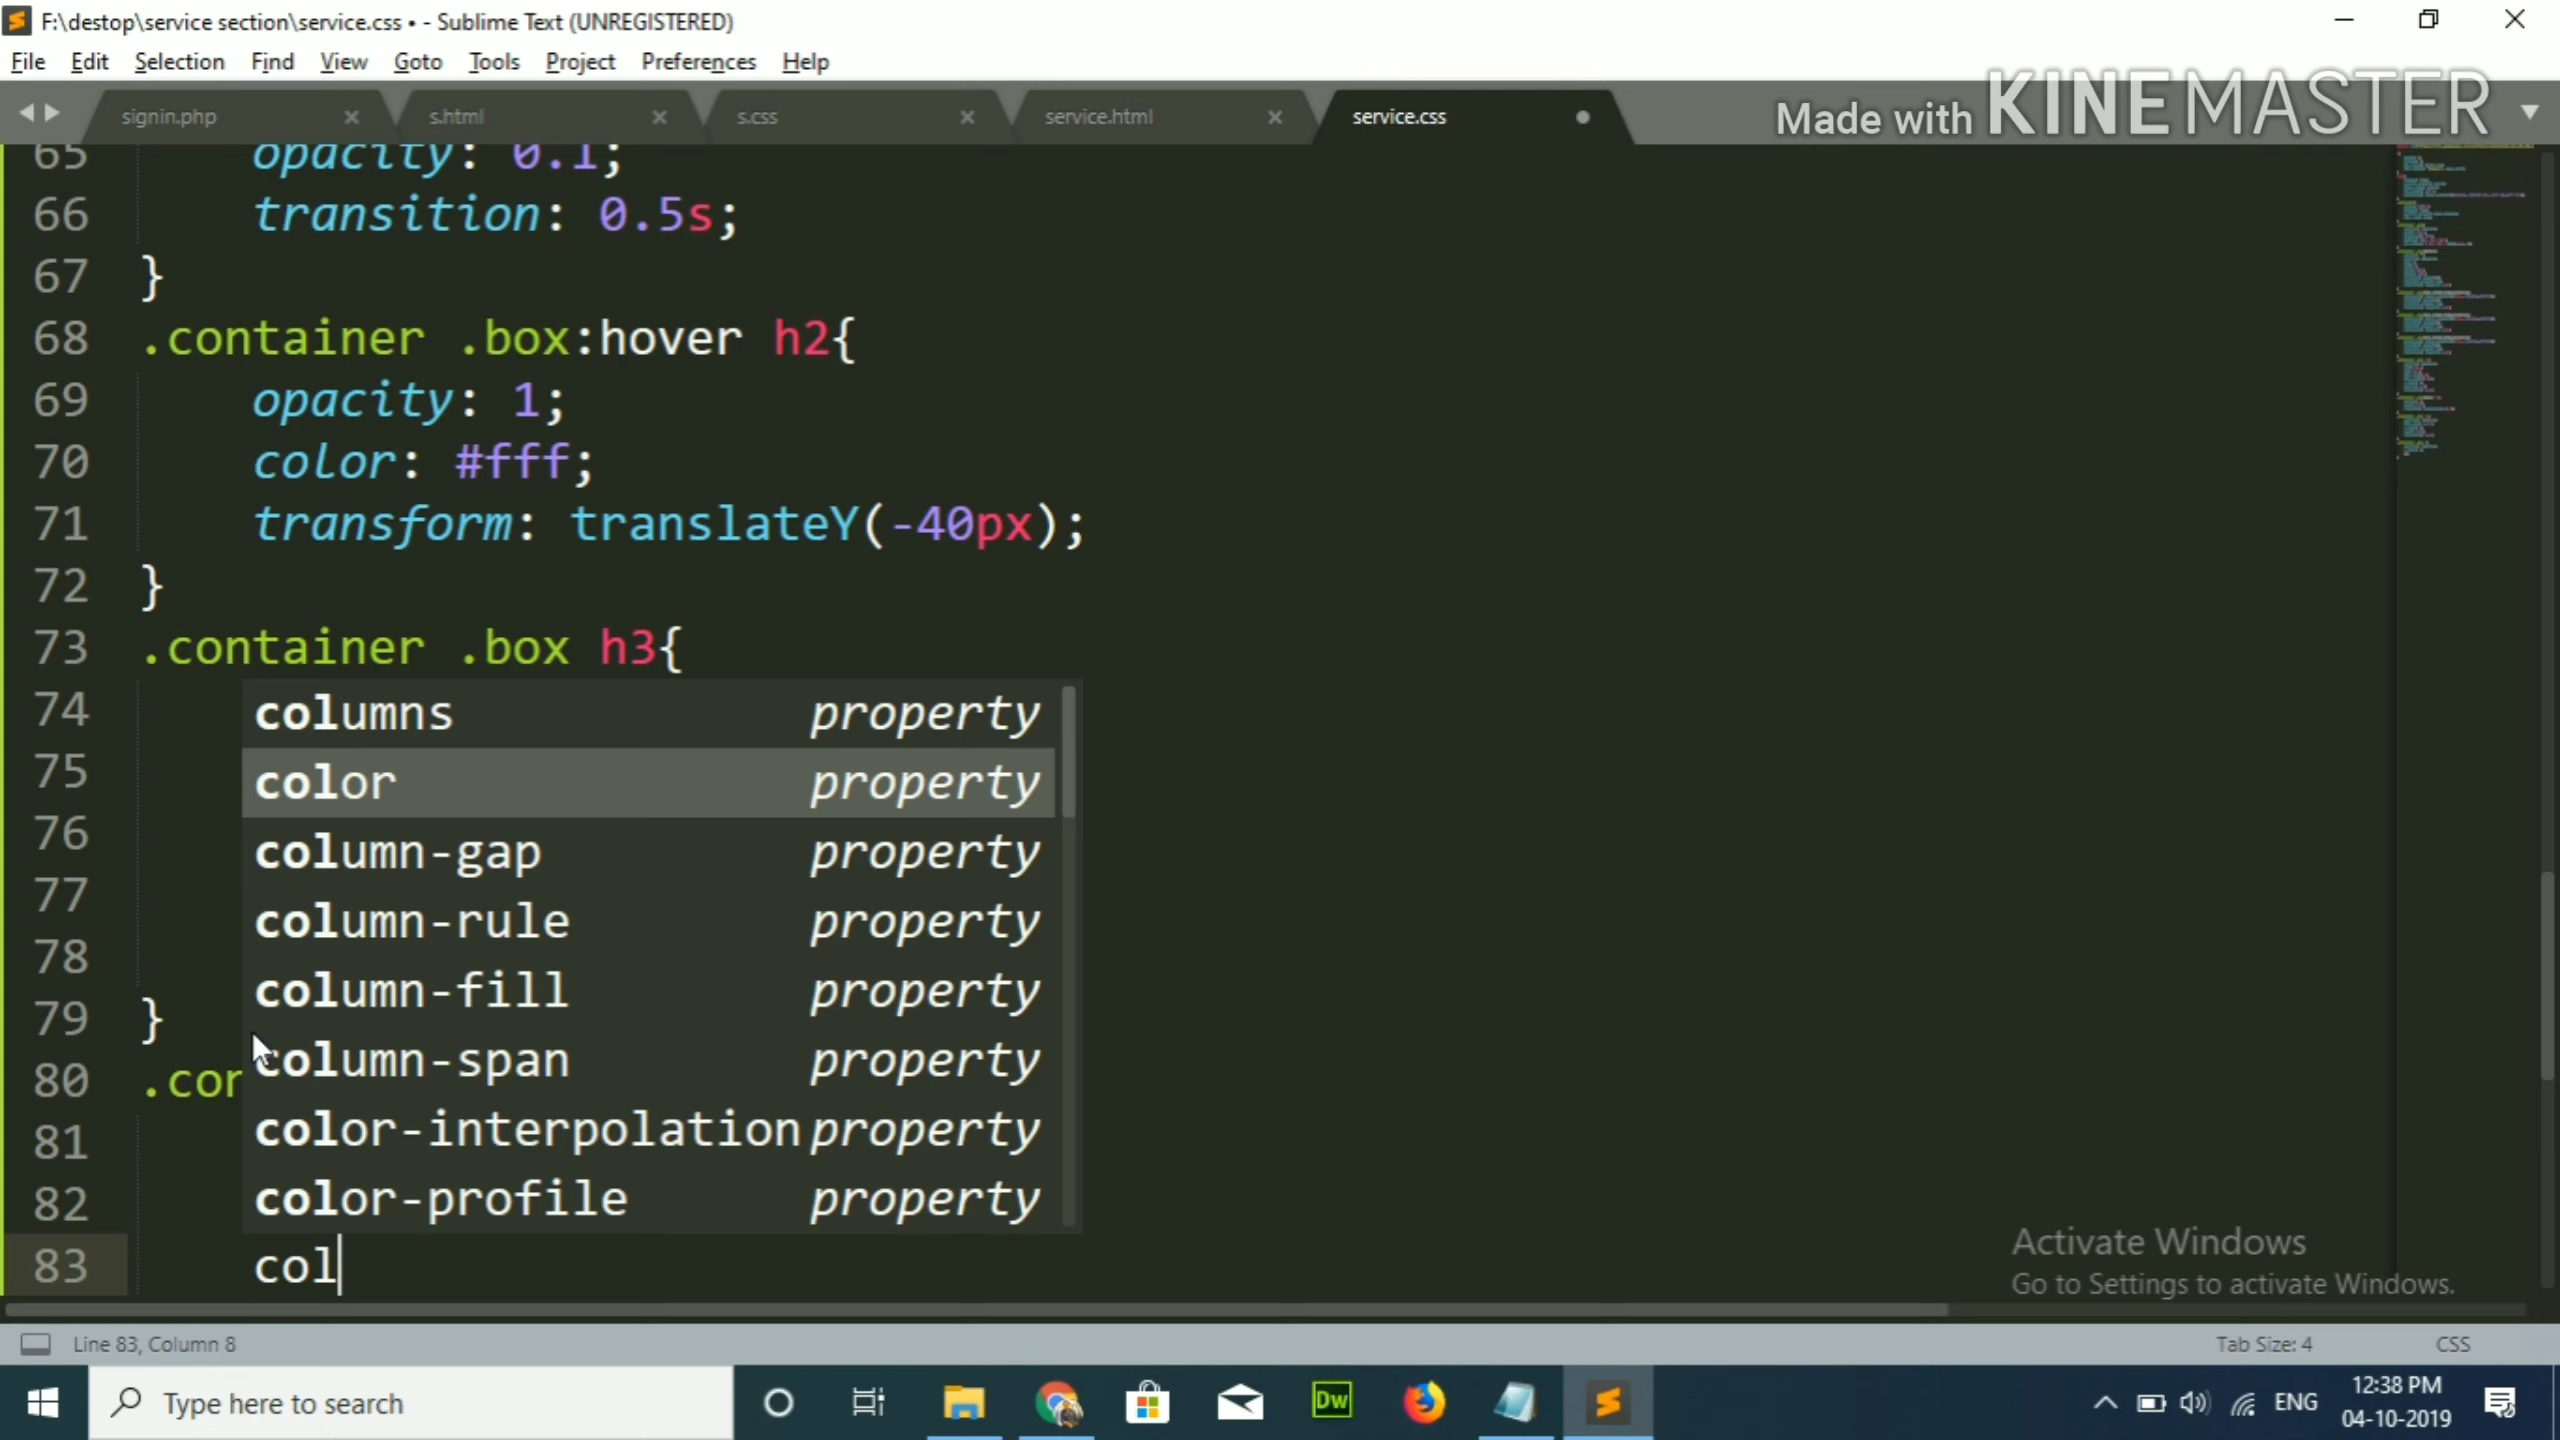 F:\destop\service section\service.css • - Sublime Text (UNREGISTERED)
File Edit Selection Find View Goto Tools Project Preferences Help
Made with KINEMASTER
signin.php s.html s.css service.html service.css
65 opacity: 0.1;
66 transition: 0.5s;
67 }
68 .container .box:hover h2{
69 opacity: 1;
70 color: #fff;
71 transform: translateY(-40px);
72 }
73 .container .box h3{
74 columns property
75 color property
76 column-gap property
77 column-rule property
78 column-fill property
79 }
column-span property
80 .con
81 color-interpolation property
82 color-profile property
83 col
Activate Windows
Go to Settings to activate Windows.
Line 83, Column 8 Tab Size: 4 CSS
Type here to search
Dw
ENG
12:38 PM
04-10-2019